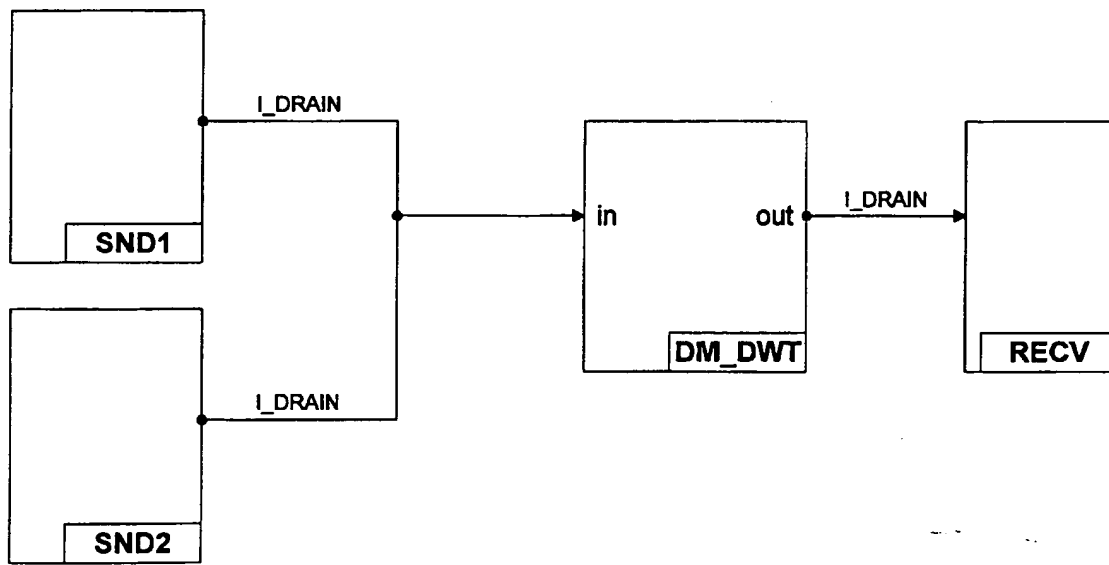 I_DRAIN
SND1
in
out
I_DRAIN
DM_DWT
RECV
I_DRAIN
SND2